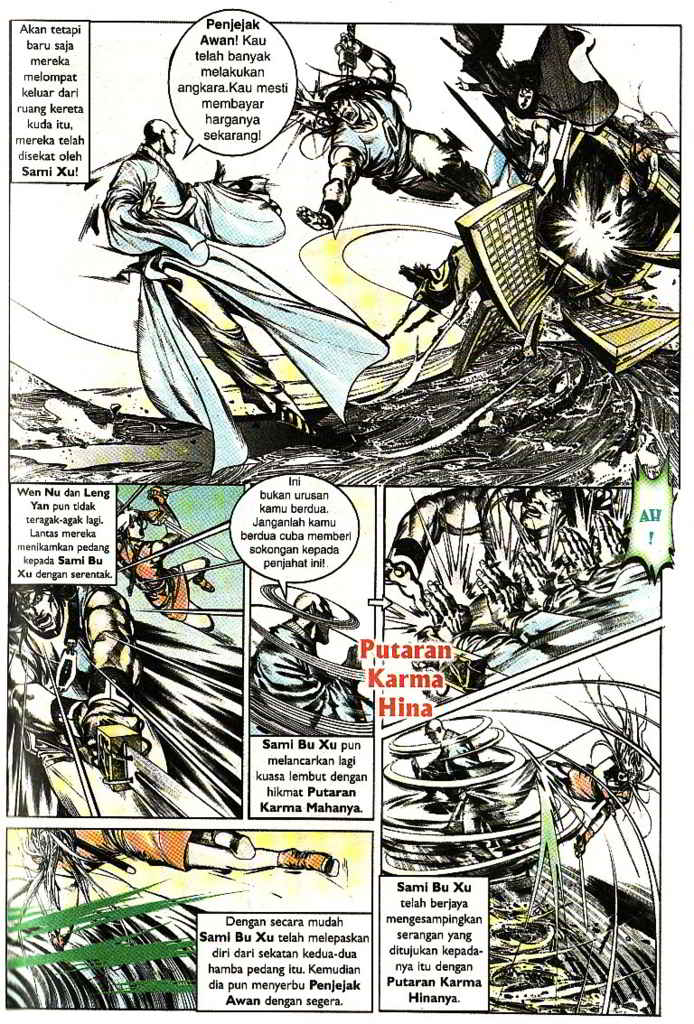 Akan tetapi
baru saja
mereka
melompat
keluar dari
ruang kereta
kuda itu,
mereka telah
disekat oleh
Sami Xu!
Penjejak
Awan! Kau
telah banyak
melakukan
angkara.Kau mesti
membayar
harganya
sekarang!
Wen Nu dan Leng
Yan pun tidak
teragak-agak lagi.
Lantas mereka
menikamkan pedang
kepada Sami Bu
Xu dengan serentak.
Ini
bukan urusan
kamu berdua.
Janganlah kamu
berdua cuba memberi
sokongan kepada
penjahat ini!
AH
!
Putaran
Karma
Hina
Sami Bu Xu pun
melancarkan lagi
kuasa lembut dengan
hikmat Putaran
Karma Mahanya.
Sami Bu Xu
telah berjaya
mengesampingkan
serangan yang
ditujukan kepada-
nya itu dengan
Putaran Karma
Hinanya.
Dengan secara mudah
Sami Bu Xu telah melepaskan
diri dari sekatan kedua-dua
hamba pedang itu. Kemudian
dia pun menyerbu Penjejak
Awan dengan segera.